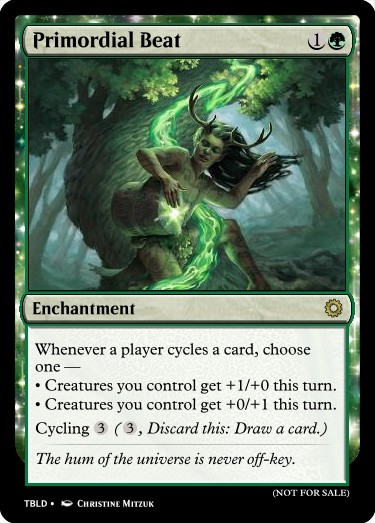 Primordial Beat 1
Enchantment
Whenever a player cycles a card, choose
one —
• Creatures you control get +1/+0 this turn.
• Creatures you control get +0/+1 this turn.
Cycling 3 (3, Discard this: Draw a card.)
The hum of the universe is never off-key.
(NOT FOR SALE)
TBLD • Christine Mitzuk